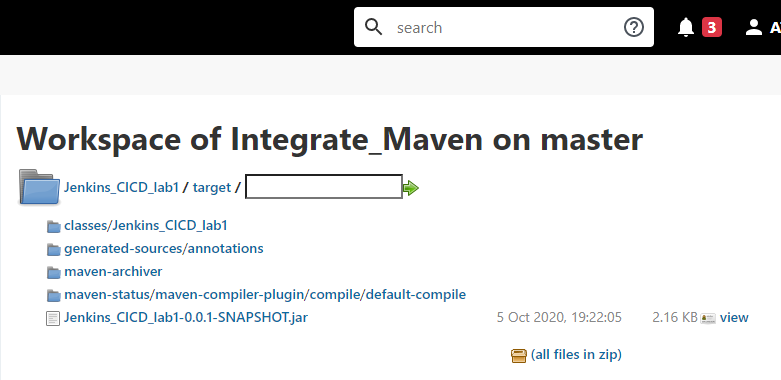 search 3 A
Workspace of Integrate_Maven on master
Jenkins_CICD_lab1 / target /
classes/Jenkins_CICD_lab1
generated-sources/annotations
maven-archiver
maven-status/maven-compiler-plugin/compile/default-compile
Jenkins_CICD_lab1-0.0.1-SNAPSHOT.jar 5 Oct 2020, 19:22:05 2.16 KB view
(all files in zip)